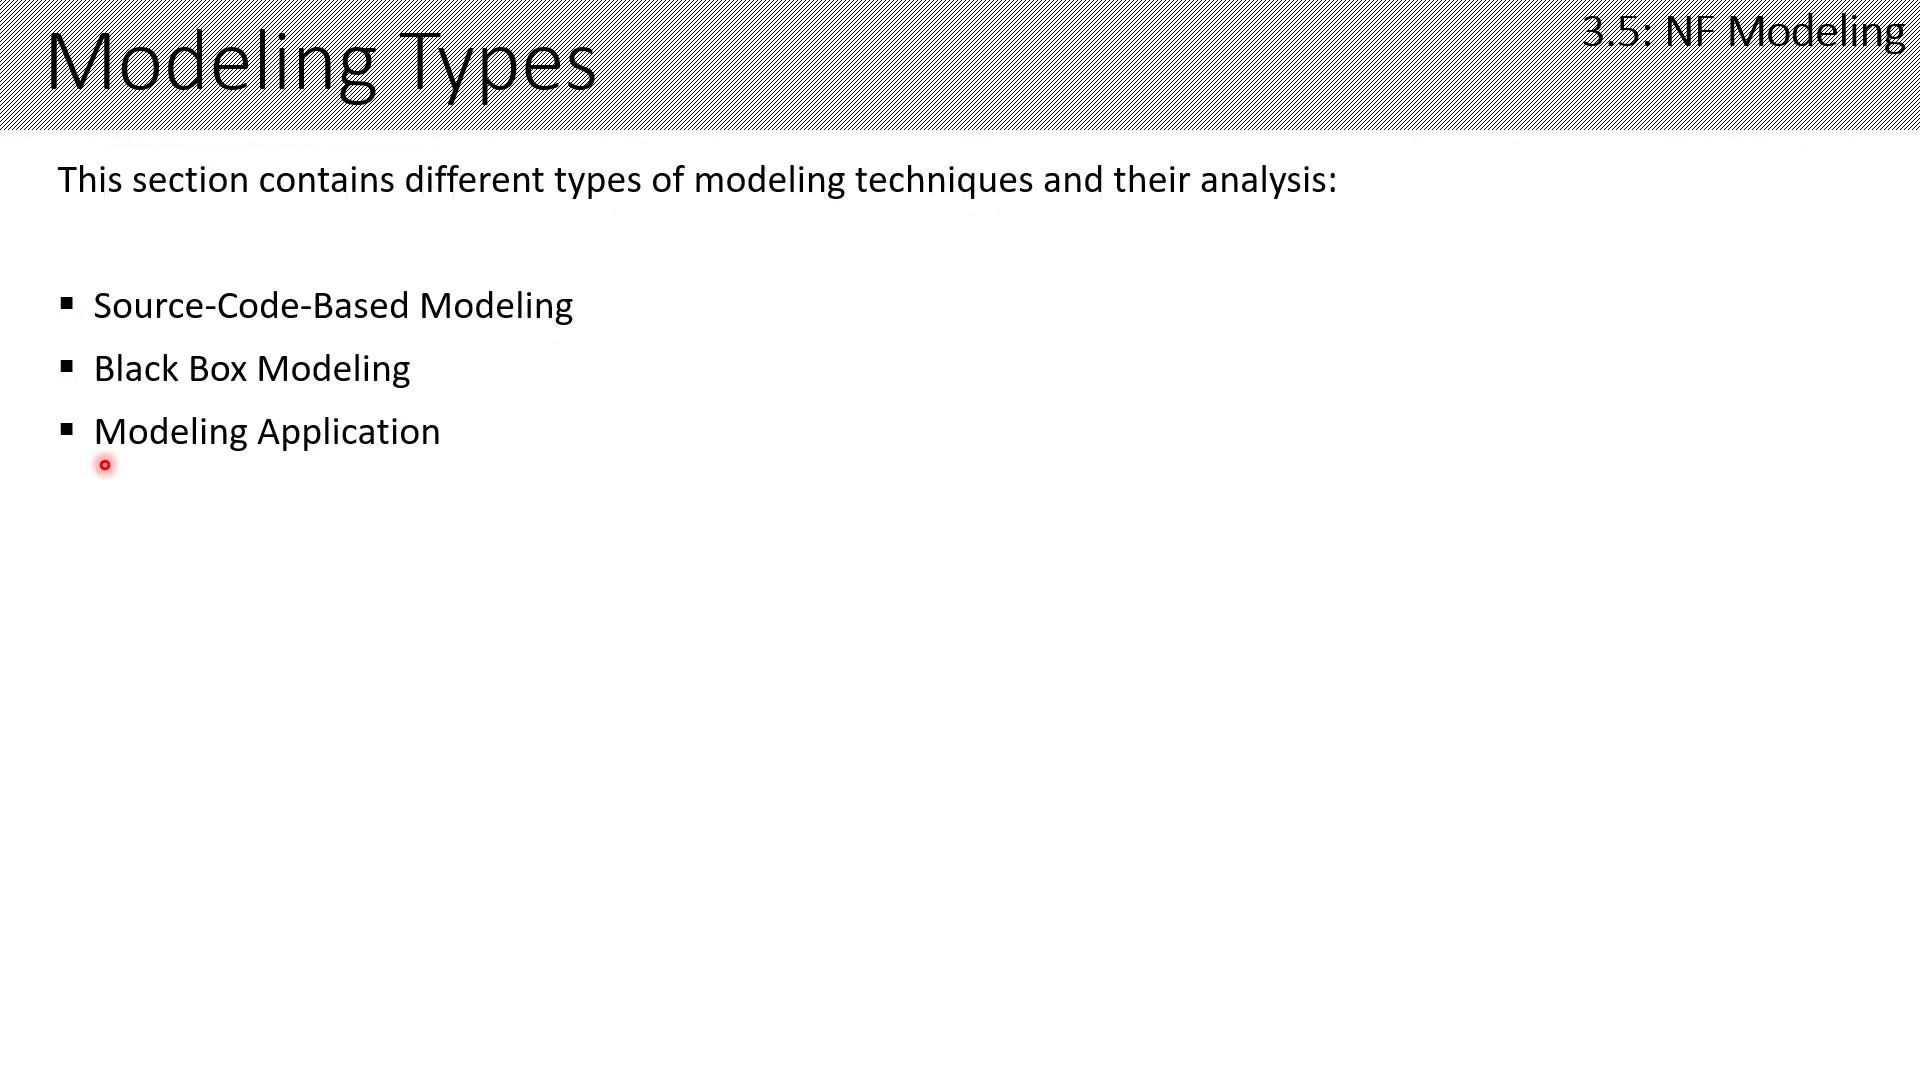 Modeling Types
3.5: NF Modeling
This section contains different types of modeling techniques and their analysis:
▪ Source-Code-Based Modeling
▪ Black Box Modeling
▪ Modeling Application